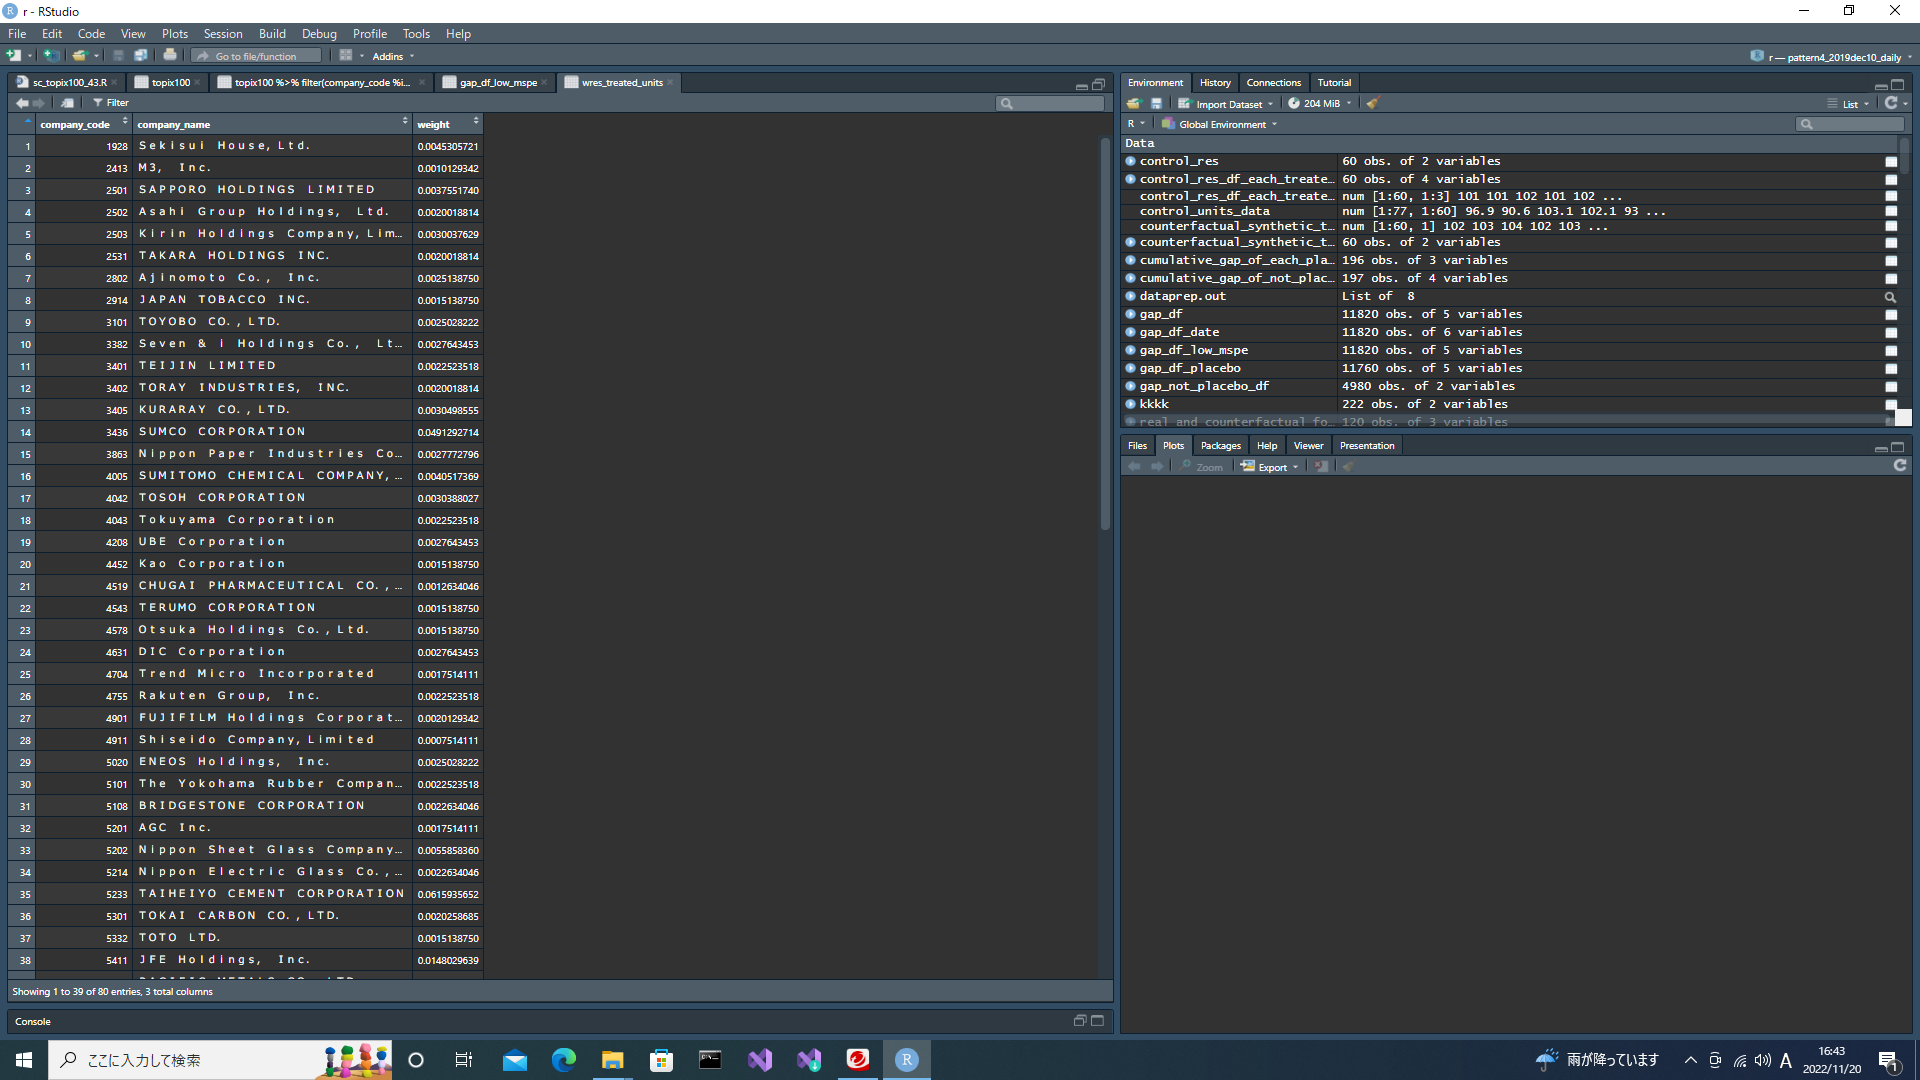 r - RStudio
File Edit Code View Plots Session Build Debug Profile Tools Help
Go to file/function Addins
r — pattern4_2019dec10_daily
sc_topix100_43.R topix100 topix100 %>% filter(company_code %i... gap_df_low_mspe wres_treated_units
Filter
company_code company_name weight
1 1928 Sekisui House,Ltd. 0.0045305721
2 2413 M3, Inc. 0.0010129342
3 2501 SAPPORO HOLDINGS LIMITED 0.0037551740
4 2502 Asahi Group Holdings, Ltd. 0.0020018814
5 2503 Kirin Holdings Company,Lim... 0.0030037629
6 2531 TAKARA HOLDINGS INC. 0.0020018814
7 2802 Ajinomoto Co., Inc. 0.0025138750
8 2914 JAPAN TOBACCO INC. 0.0015138750
9 3101 TOYOBO CO.,LTD. 0.0025028222
10 3382 Seven & i Holdings Co., Lt... 0.0027643453
11 3401 TEIJIN LIMITED 0.0022523518
12 3402 TORAY INDUSTRIES, INC. 0.0020018814
13 3405 KURARAY CO.,LTD. 0.0030498555
14 3436 SUMCO CORPORATION 0.0491292714
15 3863 Nippon Paper Industries Co... 0.0027772796
16 4005 SUMITOMO CHEMICAL COMPANY,... 0.0040517369
17 4042 TOSOH CORPORATION 0.0030388027
18 4043 Tokuyama Corporation 0.0022523518
19 4208 UBE Corporation 0.0027643453
20 4452 Kao Corporation 0.0015138750
21 4519 CHUGAI PHARMACEUTICAL CO.,... 0.0012634046
22 4543 TERUMO CORPORATION 0.0015138750
23 4578 Otsuka Holdings Co.,Ltd. 0.0015138750
24 4631 DIC Corporation 0.0027643453
25 4704 Trend Micro Incorporated 0.0017514111
26 4755 Rakuten Group, Inc. 0.0022523518
27 4901 FUJIFILM Holdings Corporat... 0.0020129342
28 4911 Shiseido Company,Limited 0.0007514111
29 5020 ENEOS Holdings, Inc. 0.0025028222
30 5101 The Yokohama Rubber Compan... 0.0022523518
31 5108 BRIDGESTONE CORPORATION 0.0022634046
32 5201 AGC Inc. 0.0017514111
33 5202 Nippon Sheet Glass Company... 0.0055858360
34 5214 Nippon Electric Glass Co.,... 0.0022634046
35 5233 TAIHEIYO CEMENT CORPORATION 0.0615935652
36 5301 TOKAI CARBON CO.,LTD. 0.0020258685
37 5332 TOTO LTD. 0.0015138750
38 5411 JFE Holdings, Inc. 0.0148029639
Showing 1 to 39 of 80 entries, 3 total columns
Console
Environment History Connections Tutorial
Import Dataset 204 MiB List
R Global Environment
Data
control_res 60 obs. of 2 variables
control_res_df_each_treate... 60 obs. of 4 variables
control_res_df_each_treate... num [1:60, 1:3] 101 101 102 101 102 ...
control_units_data num [1:77, 1:60] 96.9 90.6 103.1 102.1 93 ...
counterfactual_synthetic_t... num [1:60, 1] 102 103 104 102 103 ...
counterfactual_synthetic_t... 60 obs. of 2 variables
cumulative_gap_of_each_pla... 196 obs. of 3 variables
cumulative_gap_of_not_plac... 197 obs. of 4 variables
dataprep.out List of 8
gap_df 11820 obs. of 5 variables
gap_df_date 11820 obs. of 6 variables
gap_df_low_mspe 11820 obs. of 5 variables
gap_df_placebo 11760 obs. of 5 variables
gap_not_placebo_df 4980 obs. of 2 variables
kkkk 222 obs. of 2 variables
real_and_counterfactual_fo... 120 obs. of 3 variables
Files Plots Packages Help Viewer Presentation
Zoom Export
ここに入力して検索
雨が降っています A 16:43
2022/11/20
1